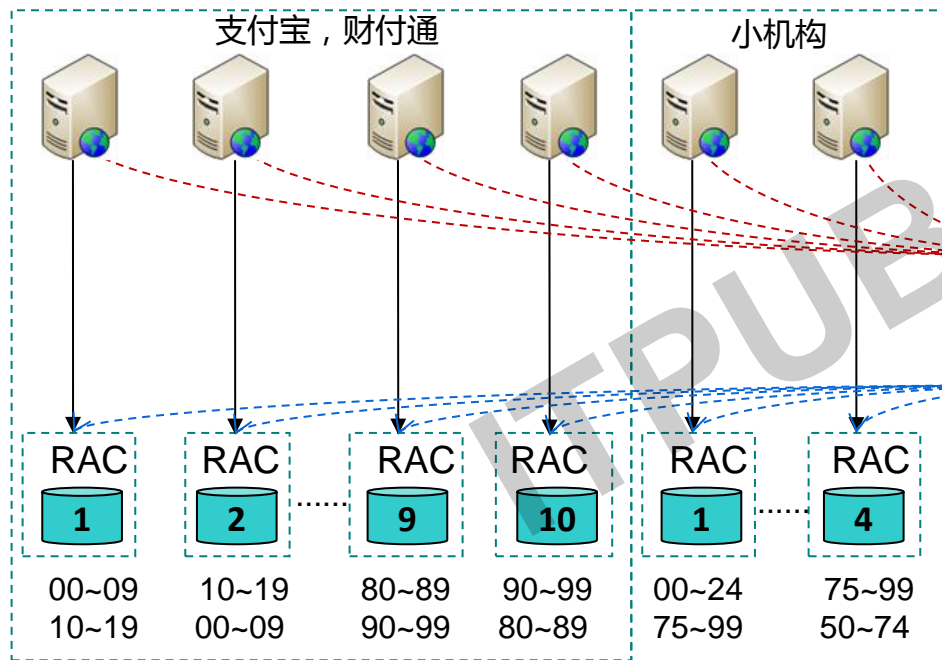 支付宝，财付通
小机构
RAC RAC RAC RAC RAC RAC
1 2 ...... 9 10 1 ...... 4
00~09 10~19 80~89 90~99 00~24 75~99
10~19 00~09 90~99 80~89 75~99 50~74
ITPUB